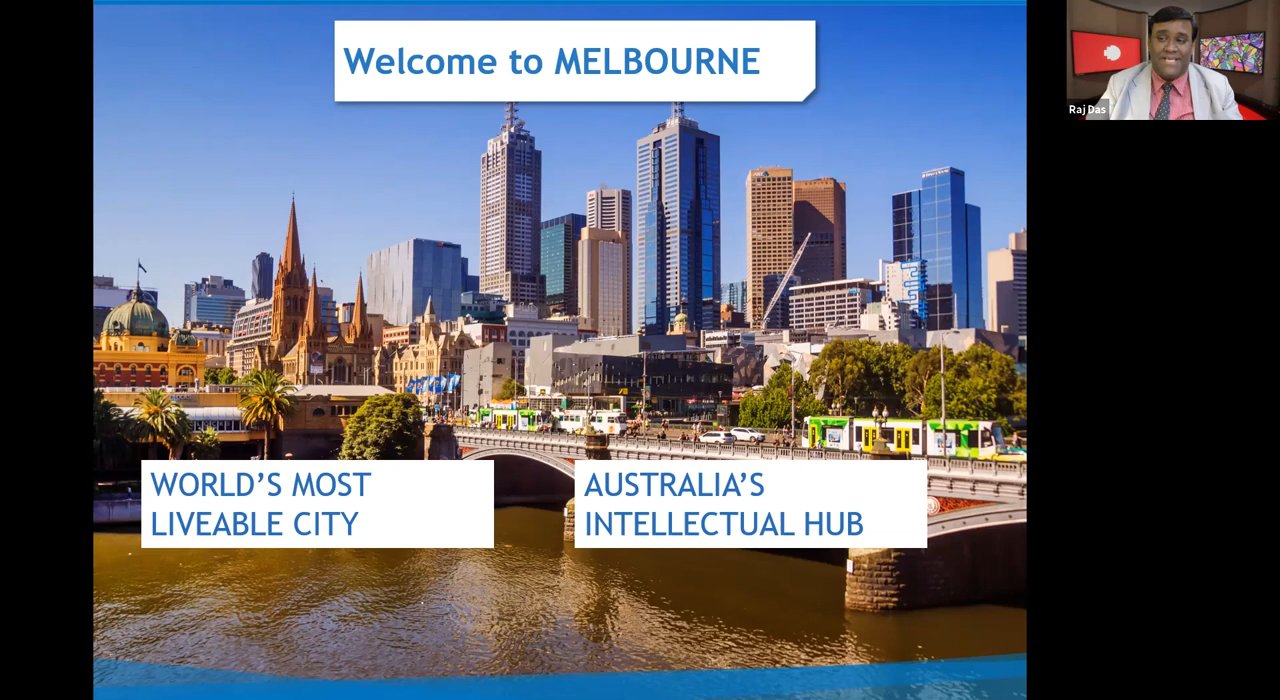 Welcome to MELBOURNE
Raj Das
WORLD'S MOST
LIVEABLE CITY
AUSTRALIA'S
INTELLECTUAL HUB